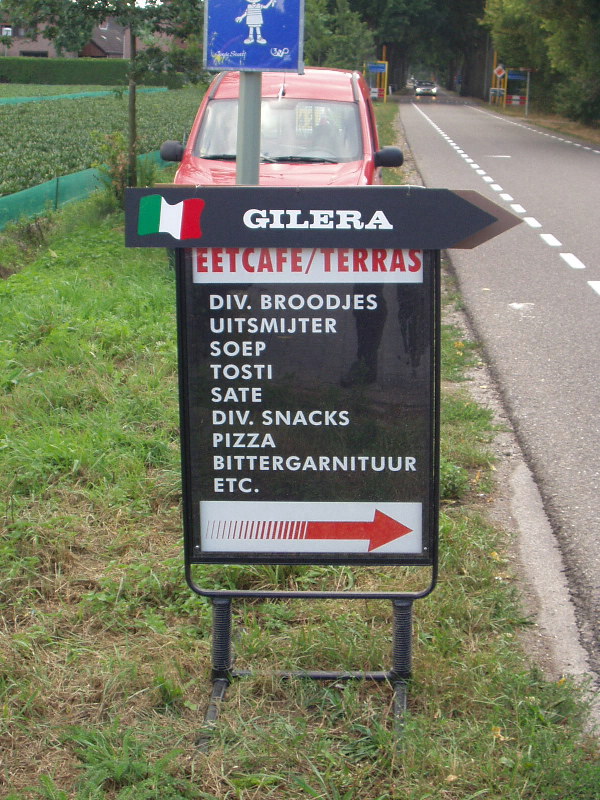 GILERA
EETCAFE/TERRAS
DIV. BROODJES
UITSMIJTER
SOEP
TOSTI
SATE
DIV. SNACKS
PIZZA
BITTERGARNITUUR
ETC.